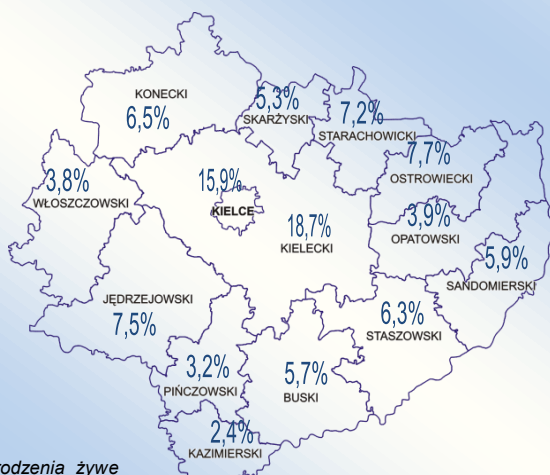 KONECKI
6,5%
5,3%
SKARŻYSKI
7,2%
STARACHOWICKI
7,7%
OSTROWIECKI
3,8%
WŁOSZCZOWSKI
15,9%
KIELCE
18,7%
KIELECKI
3,9%
OPATOWSKI
5,9%
SANDOMIERSKI
JĘDRZEJOWSKI
7,5%
6,3%
STASZOWSKI
3,2%
PIŃCZOWSKI
5,7%
BUSKI
2,4%
KAZIMIERSKI
żywe